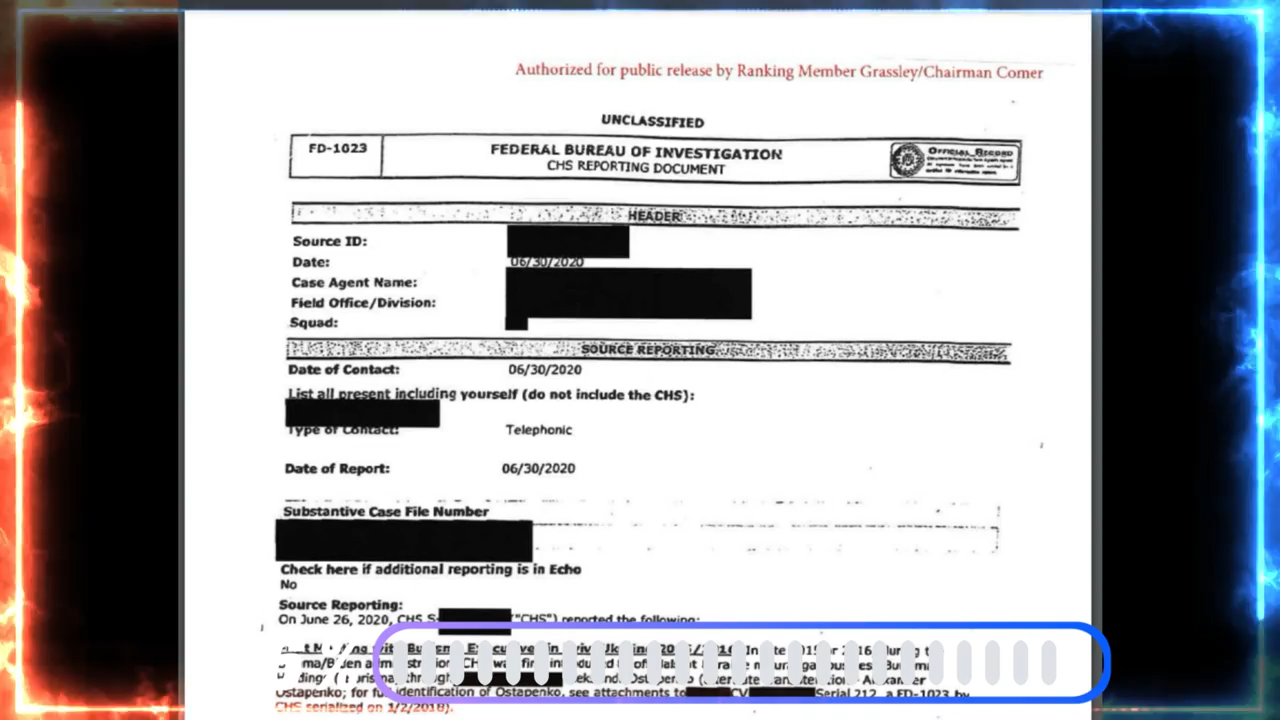 Authorized for public release by Ranking Member Grassley/Chairman Comer
UNCLASSIFIED
FD-1023
FEDERAL BUREAU OF INVESTIGATION
CHS REPORTING DOCUMENT
OFFICIAL RECORD
HEADER
Source ID:
Date: 06/30/2020
Case Agent Name:
Field Office/Division:
Squad:
SOURCE REPORTING
Date of Contact: 06/30/2020
List all present including yourself (do not include the CHS):
Type of Contact: Telephonic
Date of Report: 06/30/2020
Substantive Case File Number
Check here if additional reporting is in Echo
No
Source Reporting:
On June 26, 2020, CHS S- ("CHS") reported the following:
Ostapenko; for full identification of Ostapenko, see attachments to Serial 212, a FD-1023 by
CHS serialized on 1/2/2018).